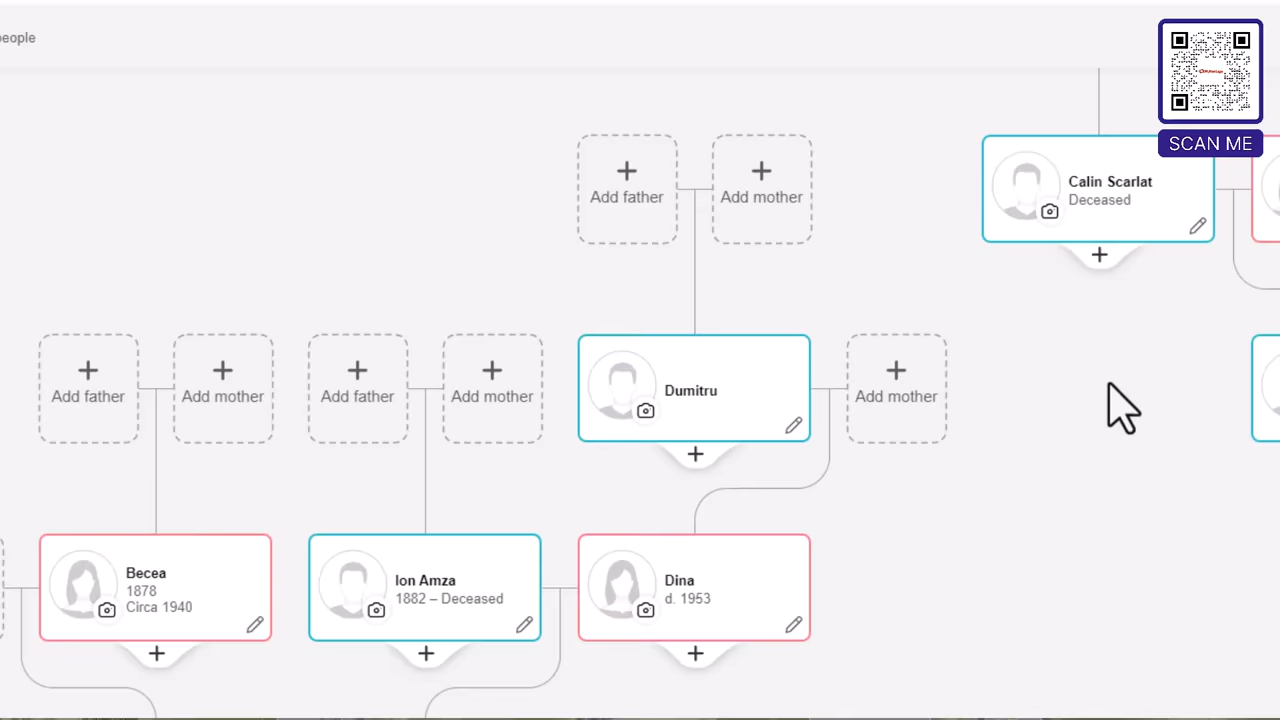 people
SCAN ME
Add father
Add mother
Calin Scarlat
Deceased
Add father
Add mother
Add father
Add mother
Dumitru
Add mother
Becea
1878
Circa 1940
Ion Amza
1882 – Deceased
Dina
d. 1953